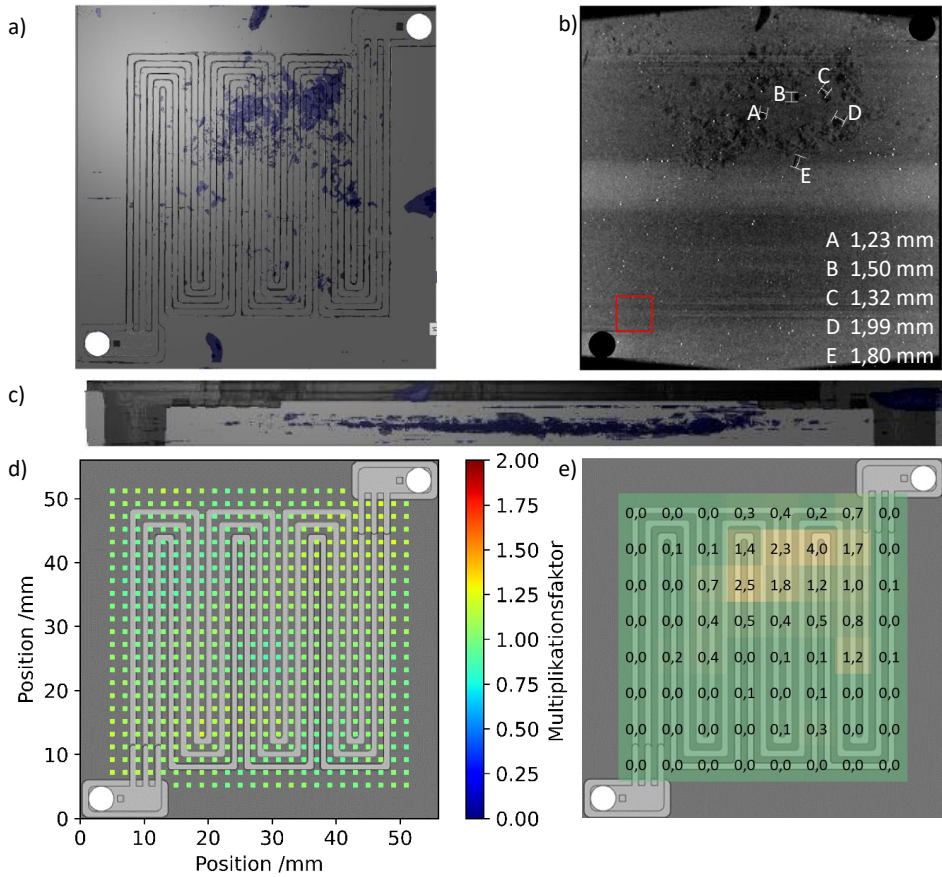 a)
b)
C
B
A
D
E
A 1,23 mm
B 1,50 mm
C 1,32 mm
D 1,99 mm
E 1,80 mm
c)
d)
e)
50
40
30
20
10
0
Position /mm
0 10 20 30 40 50
Position /mm
2.00
1.75
1.50
1.25
1.00
0.75
0.50
0.25
0.00
Multiplikationsfaktor
0,0 0,0 0,0 0,3 0,4 0,2 0,7 0,0
0,0 0,1 0,1 1,4 2,3 4,0 1,7 0,0
0,0 0,0 0,7 2,5 1,8 1,2 1,0 0,1
0,0 0,0 0,4 0,5 0,4 0,5 0,8 0,0
0,0 0,2 0,4 0,0 0,1 0,1 1,2 0,1
0,0 0,0 0,0 0,1 0,0 0,1 0,0 0,0
0,0 0,0 0,0 0,0 0,1 0,3 0,0 0,0
0,0 0,0 0,0 0,0 0,0 0,0 0,0 0,0